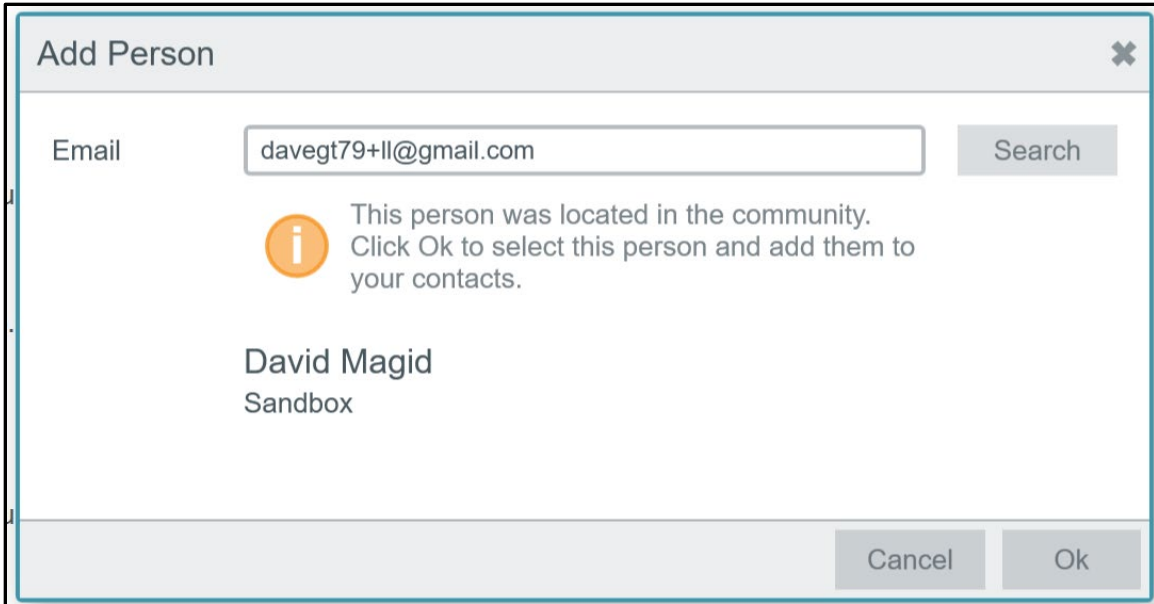 Add Person
Email davegt79+ll@gmail.com Search
This person was located in the community.
Click Ok to select this person and add them to
your contacts.
David Magid
Sandbox
Cancel Ok